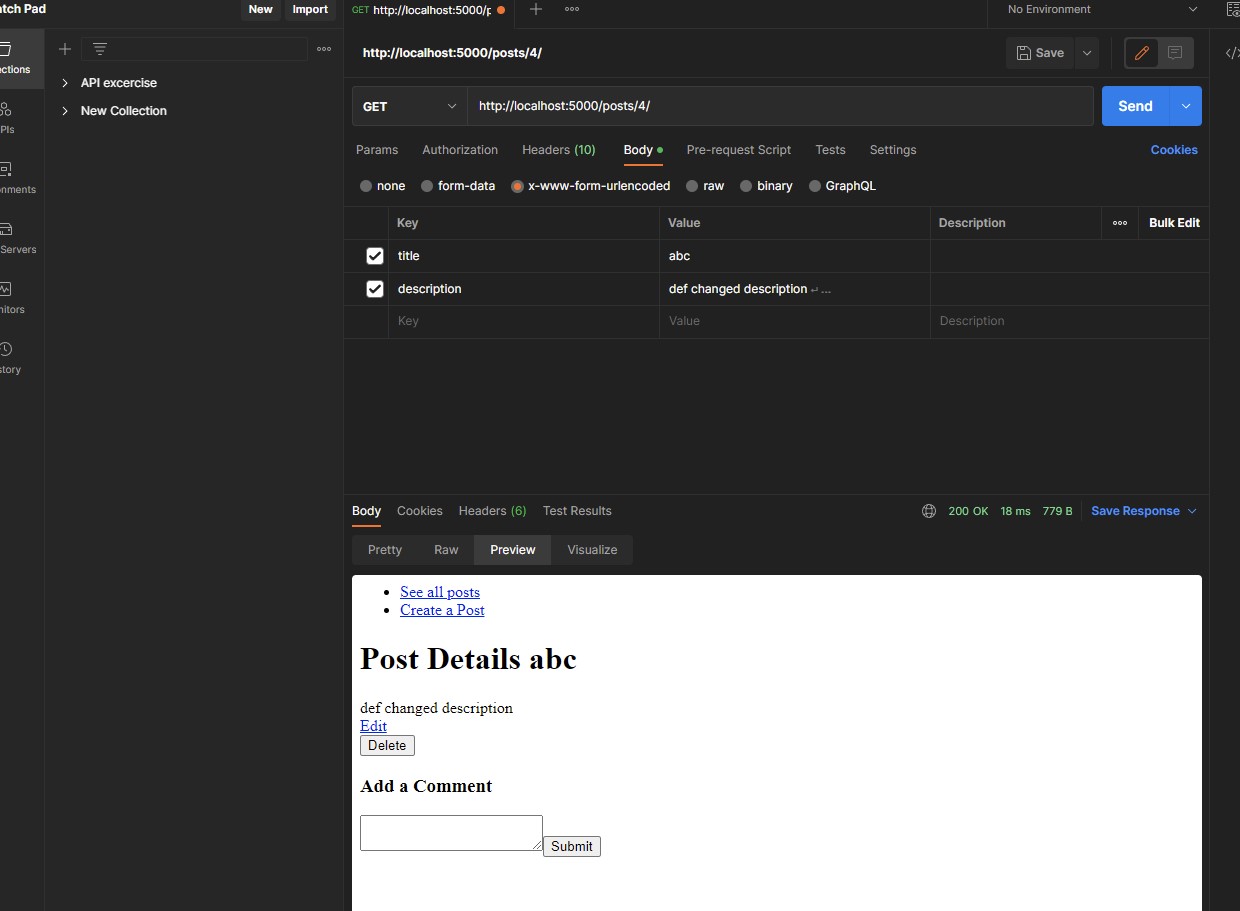 atch Pad
New
Import
GET http://localhost:5000/p
No Environment
ections
PIs
onments
Servers
nitors
story
API excercise
New Collection
http://localhost:5000/posts/4/
Save
GET
http://localhost:5000/posts/4/
Send
Params
Authorization
Headers (10)
Body
Pre-request Script
Tests
Settings
Cookies
none
form-data
x-www-form-urlencoded
raw
binary
GraphQL
Key
Value
Description
Bulk Edit
title
abc
description
def changed description ↵ ...
Key
Value
Description
Body
Cookies
Headers (6)
Test Results
200 OK
18 ms
779 B
Save Response
Pretty
Raw
Preview
Visualize
See all posts
Create a Post
Post Details abc
def changed description
Edit
Delete
Add a Comment
Submit